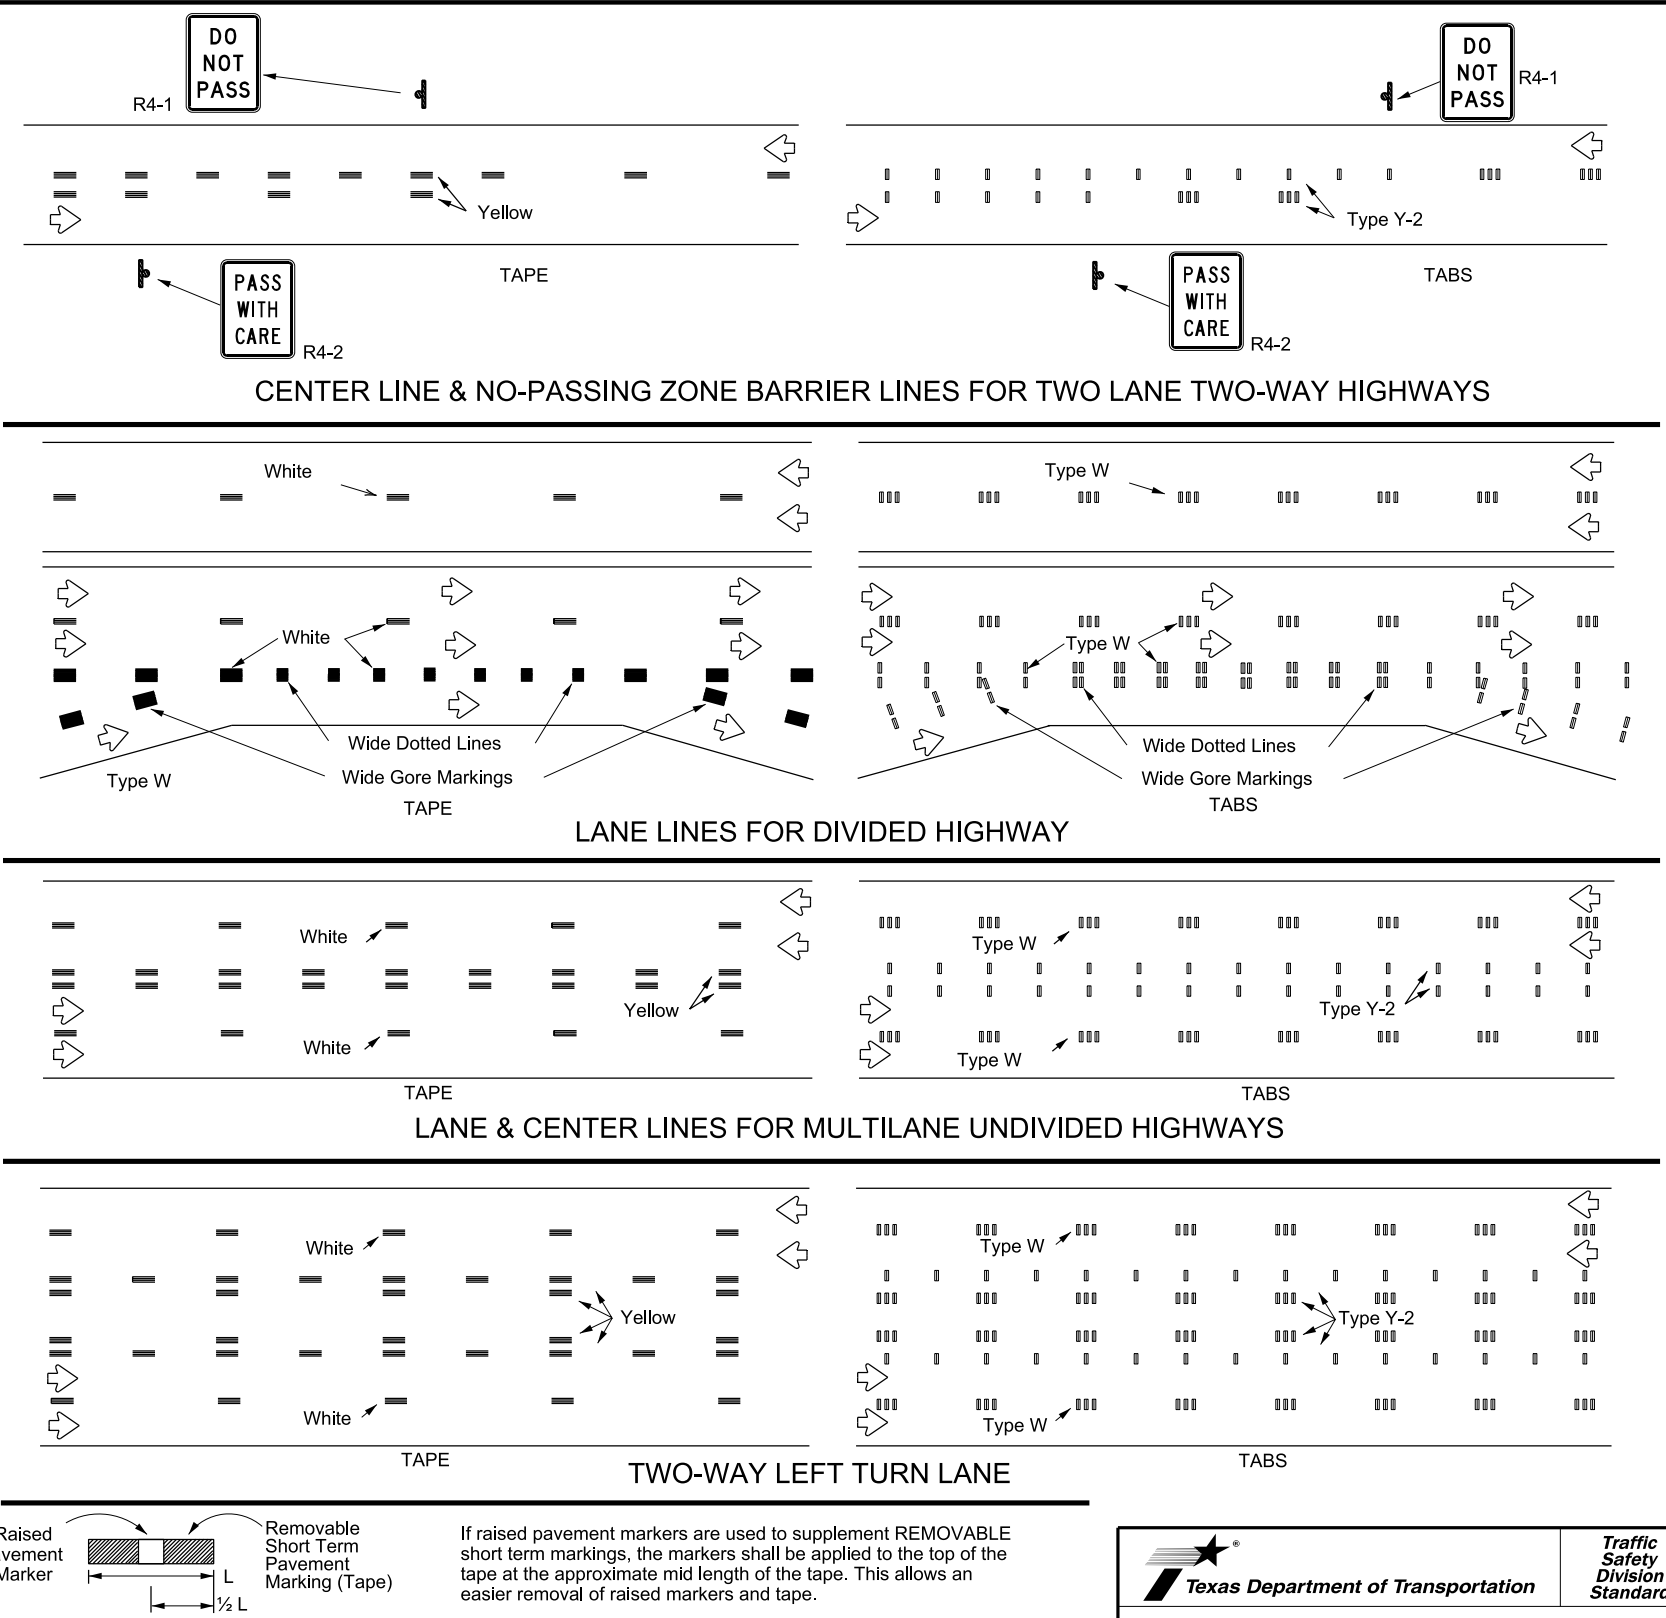 DO
NOT
PASS
R4-1
DO
NOT
PASS
R4-1
Yellow
Type Y-2
TAPE
TABS
PASS
WITH
CARE
R4-2
PASS
WITH
CARE
R4-2
CENTER LINE & NO-PASSING ZONE BARRIER LINES FOR TWO LANE TWO-WAY HIGHWAYS
White
Type W
White
Type W
Wide Dotted Lines
Wide Dotted Lines
Type W
Wide Gore Markings
Wide Gore Markings
TAPE
TABS
LANE LINES FOR DIVIDED HIGHWAY
White
Type W
Yellow
Type Y-2
White
Type W
TAPE
TABS
LANE & CENTER LINES FOR MULTILANE UNDIVIDED HIGHWAYS
White
Type W
Yellow
Type Y-2
White
Type W
TAPE
TABS
TWO-WAY LEFT TURN LANE
Raised
Marker
Removable
Short Term
Pavement
Marking (Tape)
L
½ L
If raised pavement markers are used to supplement REMOVABLE
short term markings, the markers shall be applied to the top of the
tape at the approximate mid length of the tape. This allows an
easier removal of raised markers and tape.
®
Texas Department of Transportation
Traffic
Safety
Division
Standard